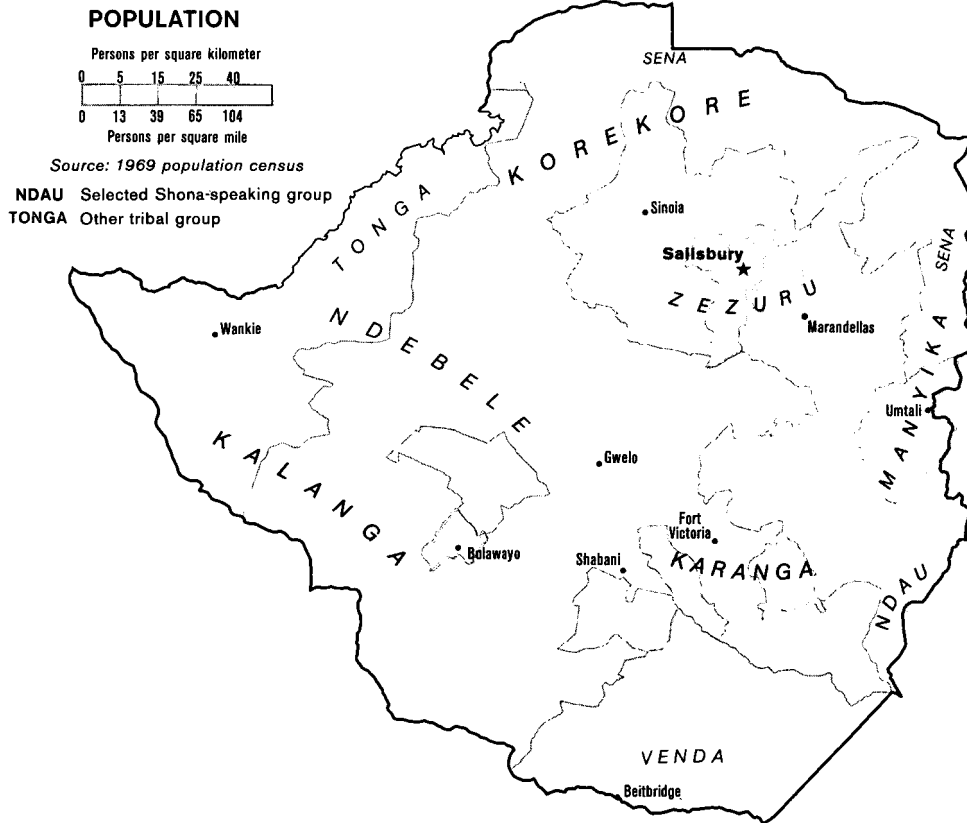 POPULATION
Persons per square kilometer
0 5 15 25 40
0 13 39 65 104
Persons per square mile
Source: 1969 population census
NDAU Selected Shona-speaking group
TONGA Other tribal group
SENA
KOREKORE
TONGA
Sinoia
SENA
Salisbury
ZEZURU
Marandellas
Wankie
NDEBELE
MANYIKA
Umtali
KALANGA
Gwelo
Fort
Victoria
Bulawayo
Shabani
KARANGA
NDAU
VENDA
Beitbridge